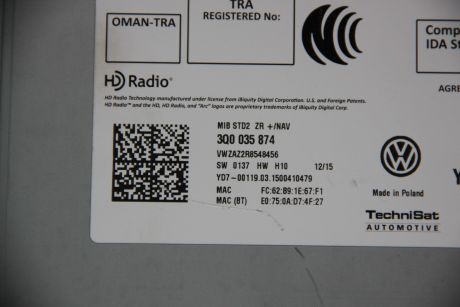 TRA
REGISTERED No:
OMAN-TRA
Comp
IDA St
HD Radio®
AGRE
HD Radio Technology manufactured under license from iBiquity Digital Corporation. U.S. and Foreign Patents.
HD Radio™ and the HD, HD Radio, and "Arc" logos are proprietary trademarks of iBiquity Digital Corp.
MIB STD2 ZR +/NAV
3Q0 035 874
VWZAZ2R8548456
SW 0137 HW H10 12/15
YD7-00119.03.1500410479
MAC FC:62:B9:1E:67:F1
MAC (BT) E0:75:0A:D7:4F:27
Made in Poland
TechniSat
AUTOMOTIVE